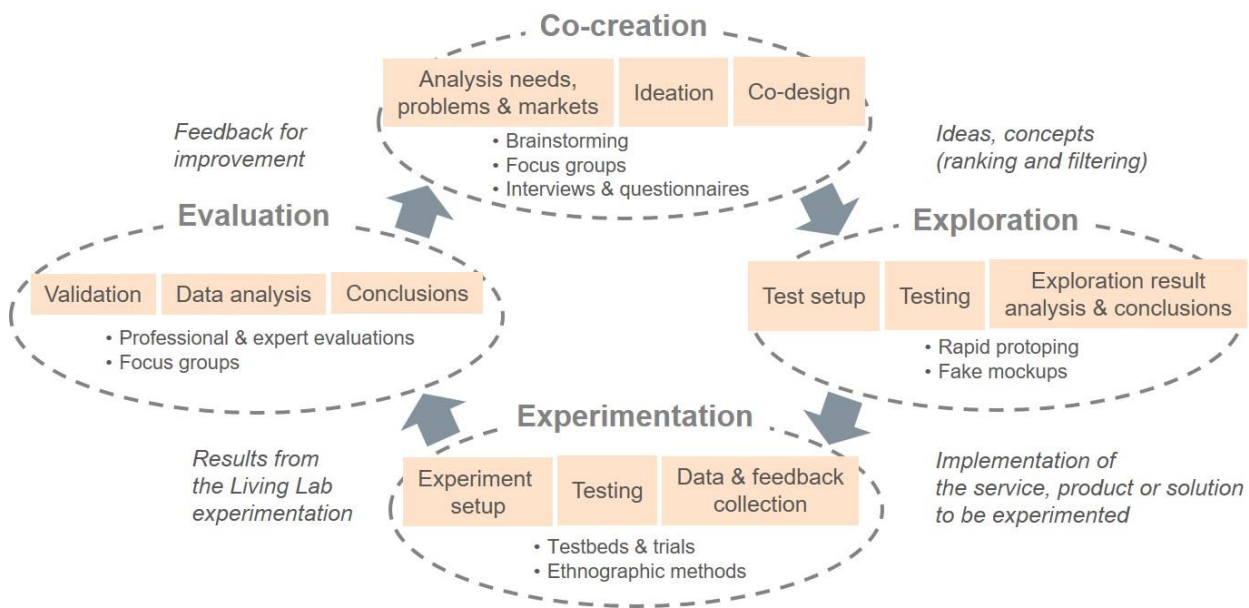 Co-creation
Analysis needs,
problems & markets
Ideation
Co-design
• Brainstorming
• Focus groups
• Interviews & questionnaires
Feedback for
improvement
Ideas, concepts
(ranking and filtering)
Evaluation
Validation
Data analysis
Conclusions
• Professional & expert evaluations
• Focus groups
Exploration
Test setup
Testing
Exploration result
analysis & conclusions
• Rapid protoping
• Fake mockups
Experimentation
Experiment
setup
Testing
Data & feedback
collection
• Testbeds & trials
• Ethnographic methods
Results from
the Living Lab
experimentation
Implementation of
the service, product or solution
to be experimented